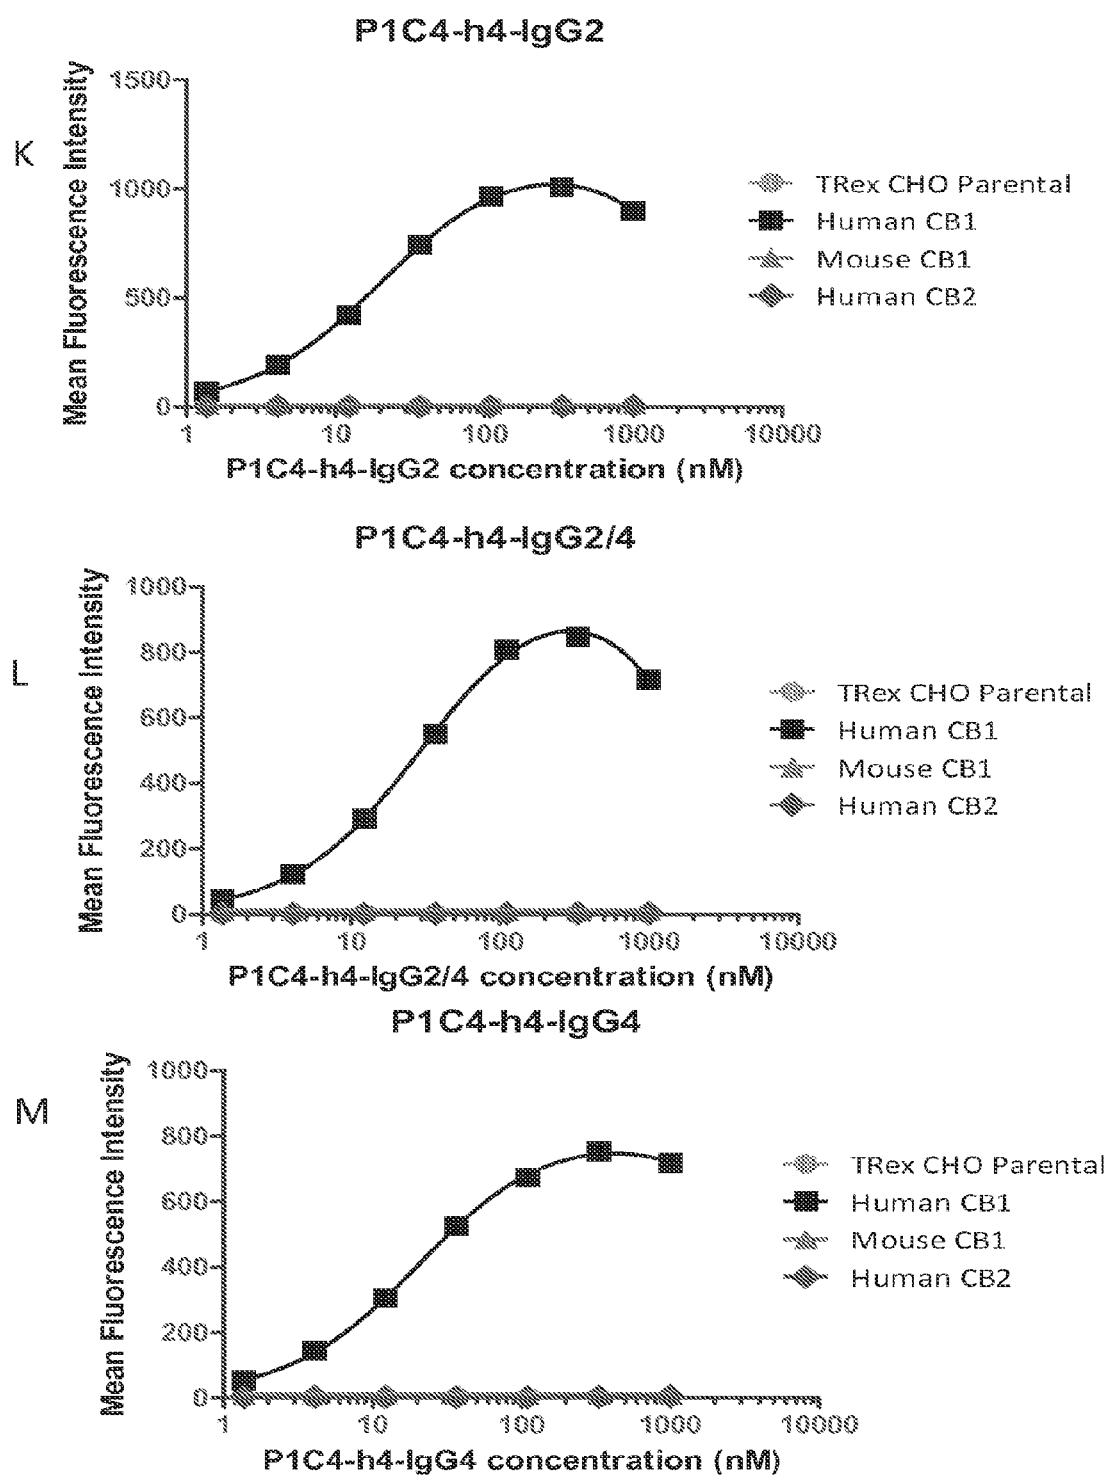 P1C4-h4-IgG2
K
Mean Fluorescence Intensity
1500
1000
500
0
1
10
100
1000
10000
P1C4-h4-IgG2 concentration (nM)
TRex CHO Parental
Human CB1
Mouse CB1
Human CB2
P1C4-h4-IgG2/4
L
Mean Fluorescence Intensity
1000
800
600
400
200
0
1
10
100
1000
10000
P1C4-h4-IgG2/4 concentration (nM)
TRex CHO Parental
Human CB1
Mouse CB1
Human CB2
P1C4-h4-IgG4
M
Mean Fluorescence Intensity
1000
800
600
400
200
0
1
10
100
1000
10000
P1C4-h4-IgG4 concentration (nM)
TRex CHO Parental
Human CB1
Mouse CB1
Human CB2